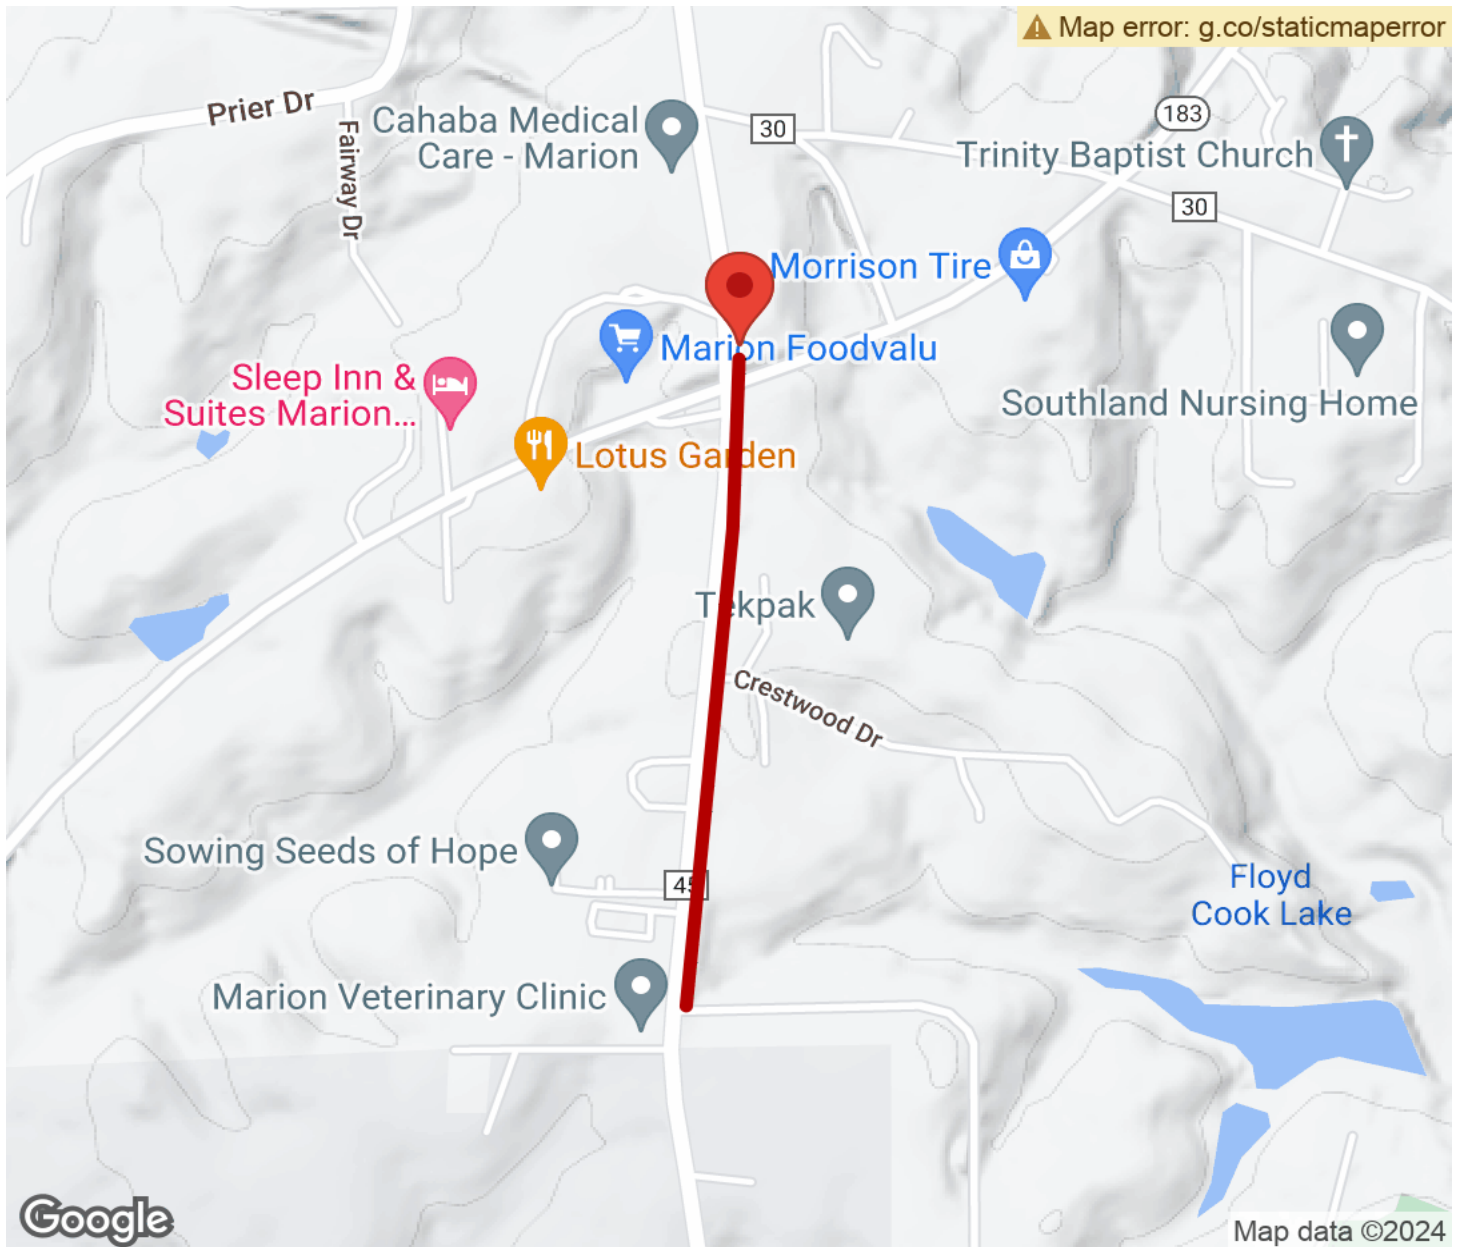 Map error: g.co/staticmaperror
Prier Dr
Fairway Dr
Cahaba Medical
Care - Marion
30
183
Trinity Baptist Church
30
Morrison Tire
Marion Foodvalu
Sleep Inn &
Suites Marion...
Southland Nursing Home
Lotus Garden
Tekpak
Crestwood Dr
Sowing Seeds of Hope
45
Floyd
Cook Lake
Marion Veterinary Clinic
Google
Map data ©2024